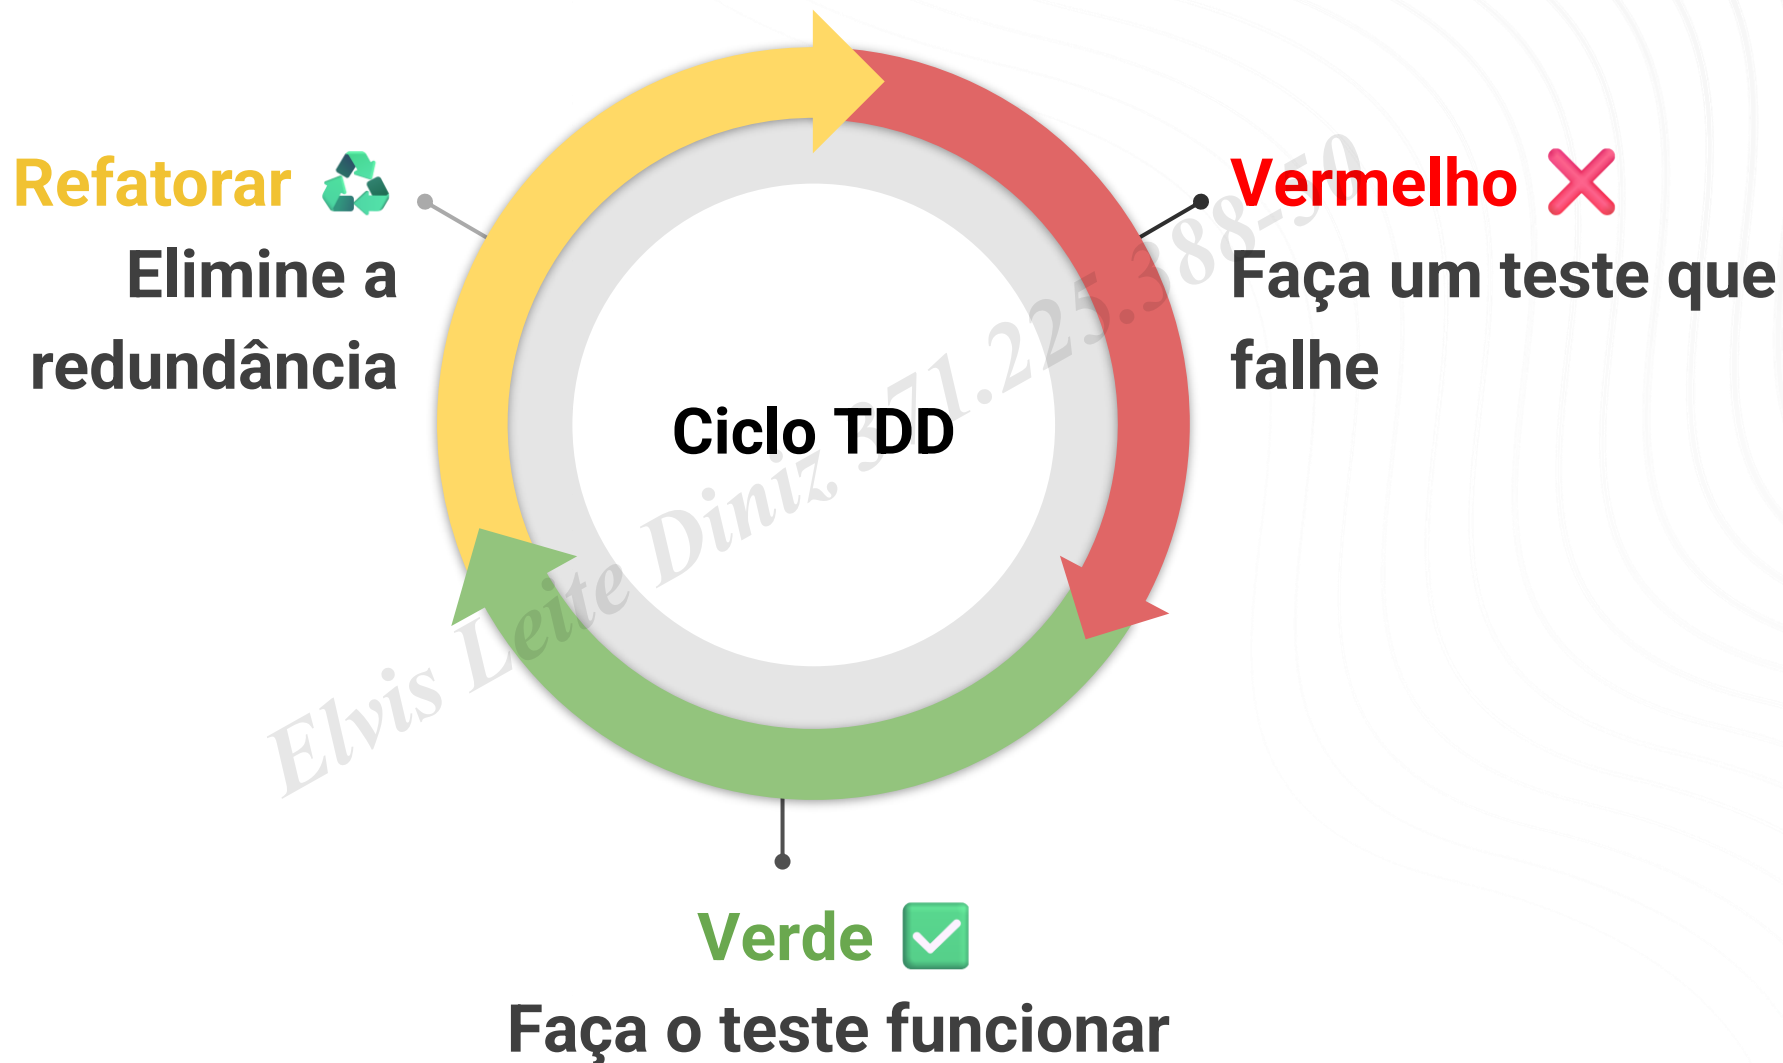 Refatorar ♻
Elimine a
redundância
Vermelho ❌
Faça um teste que
falhe
Ciclo TDD
Elvis Leite Diniz 371.225.388-50
Verde ✅
Faça o teste funcionar